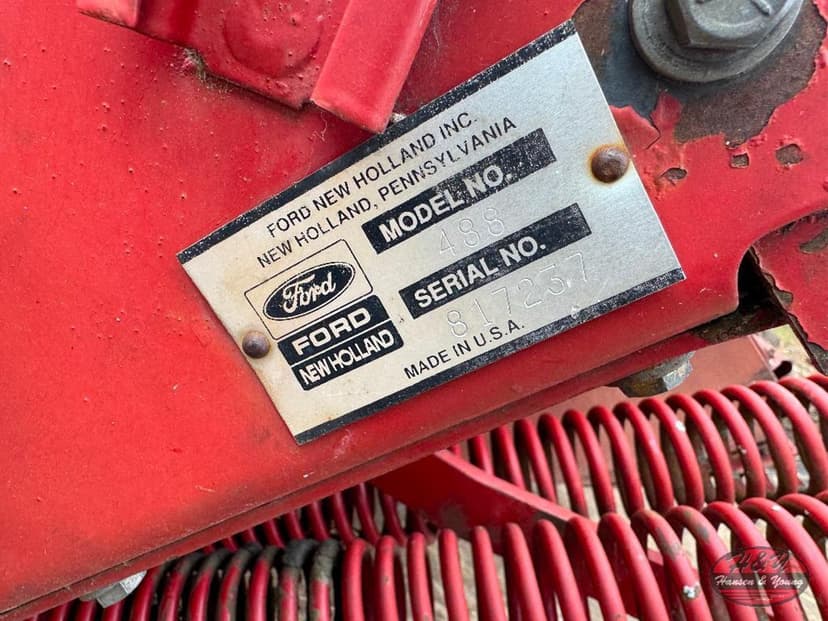 FORD NEW HOLLAND INC.
NEW HOLLAND, PENNSYLVANIA
MODEL NO.
488
SERIAL NO.
817237
Ford
FORD
NEW HOLLAND
MADE IN U.S.A.
H&Y
Hansen & Young